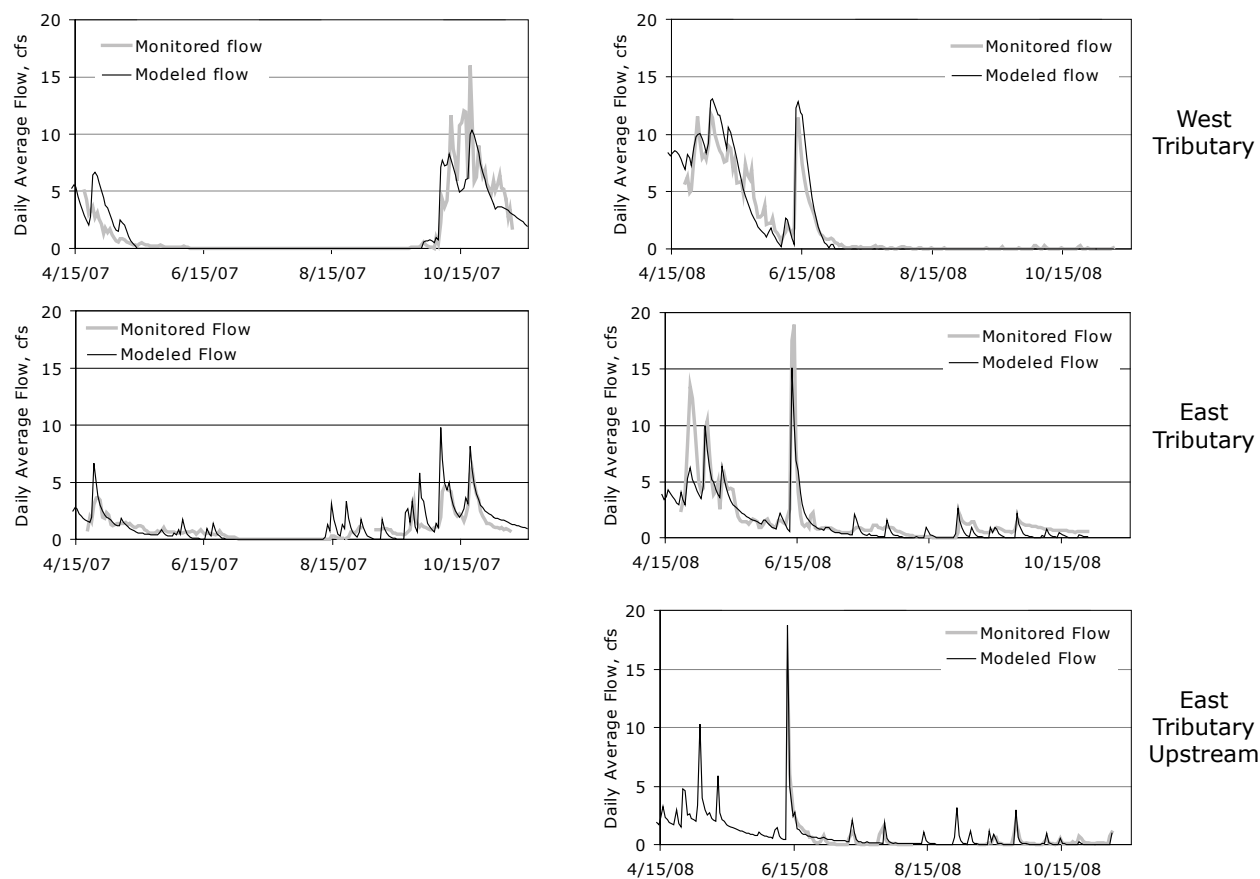 Daily Average Flow, cfs
20
15
10
5
0
Monitored flow
Modeled flow
4/15/07 6/15/07 8/15/07 10/15/07
Daily Average Flow, cfs
20
15
10
5
0
Monitored flow
Modeled flow
4/15/08 6/15/08 8/15/08 10/15/08
West
Tributary
Daily Average Flow, cfs
20
15
10
5
0
Monitored Flow
Modeled Flow
4/15/07 6/15/07 8/15/07 10/15/07
Daily Average Flow, cfs
20
15
10
5
0
Monitored Flow
Modeled Flow
4/15/08 6/15/08 8/15/08 10/15/08
East
Tributary
Daily Average Flow, cfs
20
15
10
5
0
Monitored Flow
Modeled Flow
4/15/08 6/15/08 8/15/08 10/15/08
East
Tributary
Upstream